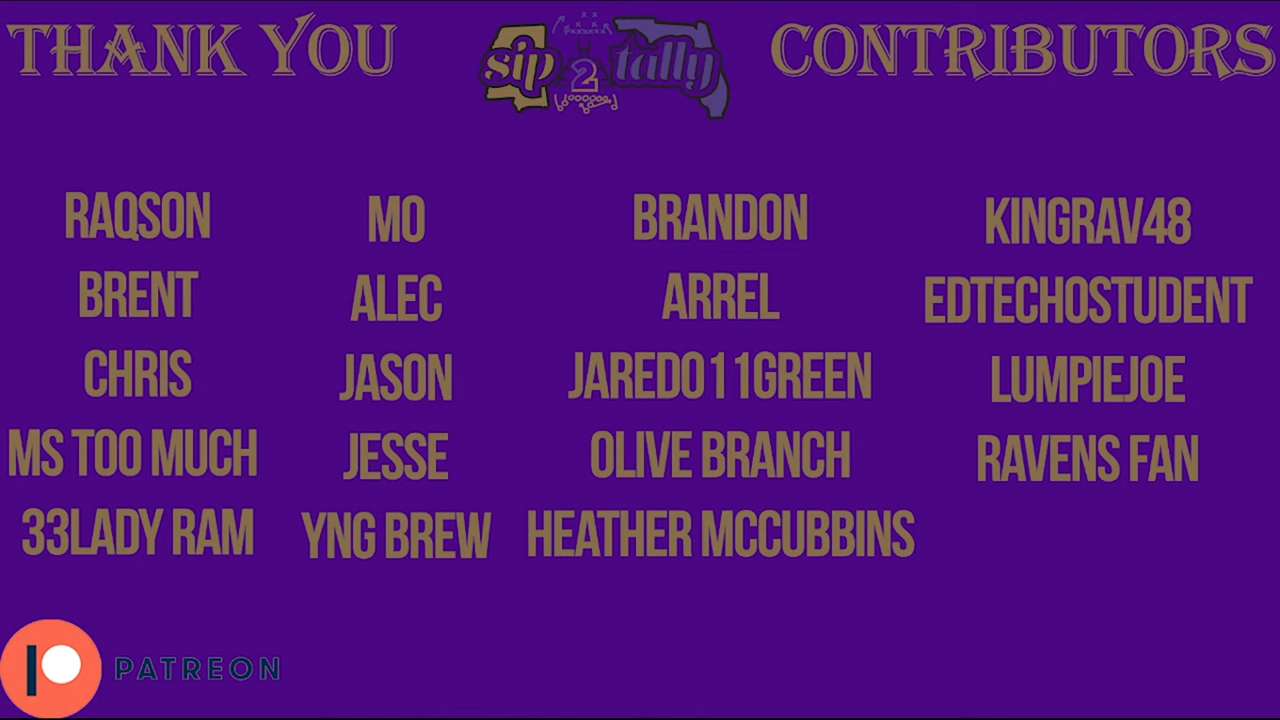 THANK YOU
sip 2 tally
CONTRIBUTORS
RAQSON
BRENT
CHRIS
MS TOO MUCH
33LADY RAM
MO
ALEC
JASON
JESSE
YNG BREW
BRANDON
ARREL
JAREDO11GREEN
OLIVE BRANCH
HEATHER MCCUBBINS
KINGRAV48
EDTECHOSTUDENT
LUMPIEJOE
RAVENS FAN
PATREON